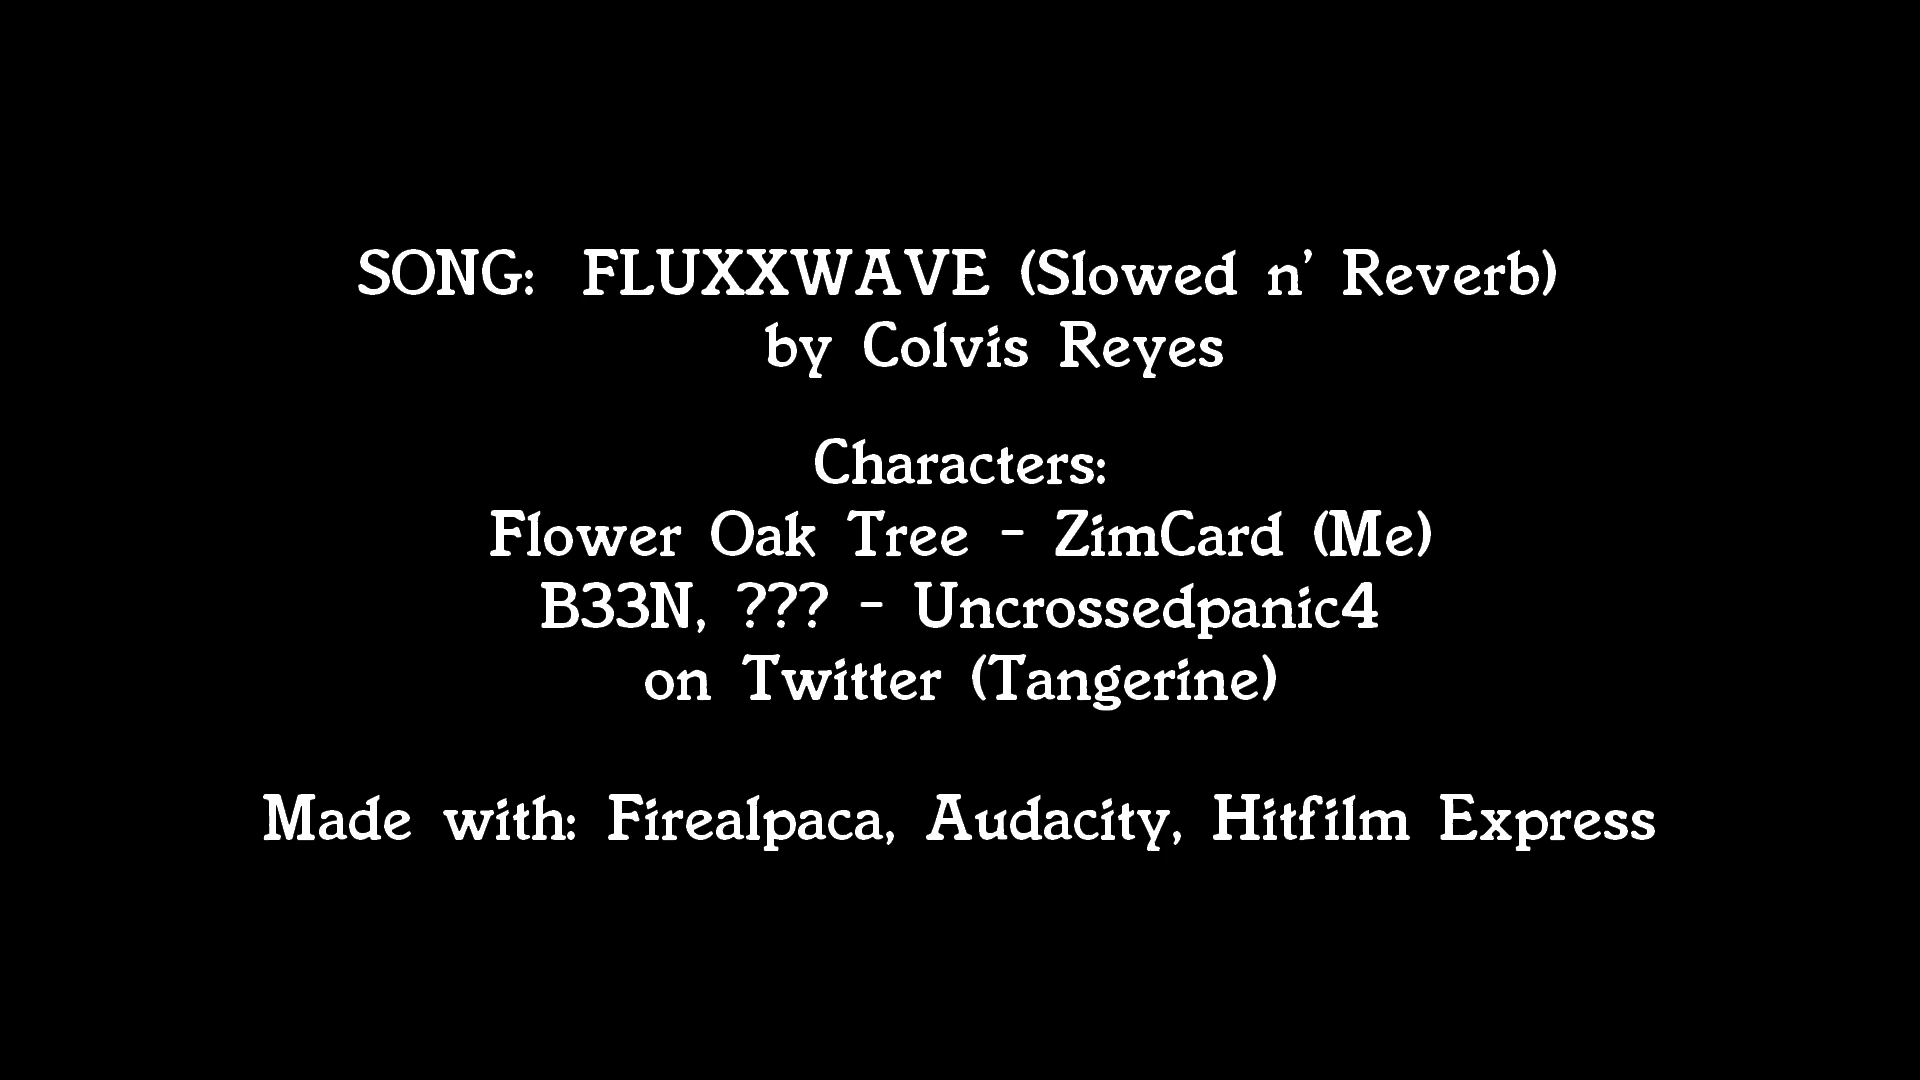 SONG: FLUXXWAVE (Slowed n' Reverb)
by Colvis Reyes
Characters:
Flower Oak Tree - ZimCard (Me)
B33N, ??? - Uncrossedpanic4
on Twitter (Tangerine)
Made with: Firealpaca, Audacity, Hitfilm Express